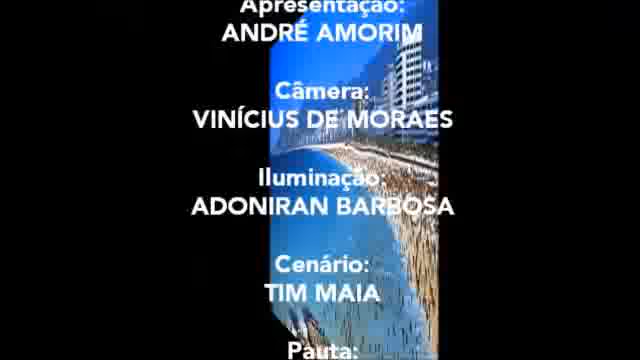 Apresentação:
ANDRÉ AMORIM
Câmera:
VINÍCIUS DE MORAES
Iluminação:
ADONIRAN BARBOSA
Cenário:
TIM MAIA
Pauta: